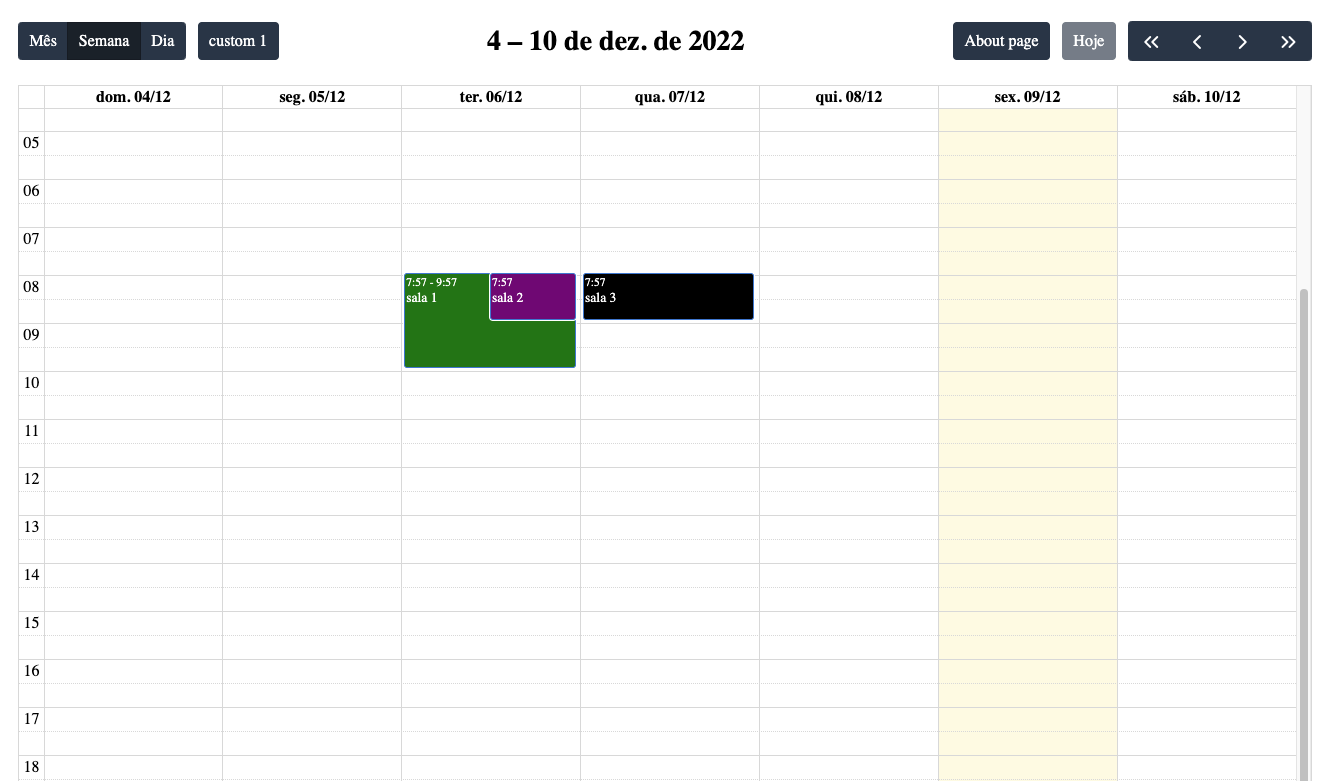 Mês Semana Dia custom 1 4 – 10 de dez. de 2022 About page Hoje
dom. 04/12 seg. 05/12 ter. 06/12 qua. 07/12 qui. 08/12 sex. 09/12 sáb. 10/12
05
06
07
08
7:57 - 9:57
sala 1
7:57
sala 2
7:57
sala 3
09
10
11
12
13
14
15
16
17
18